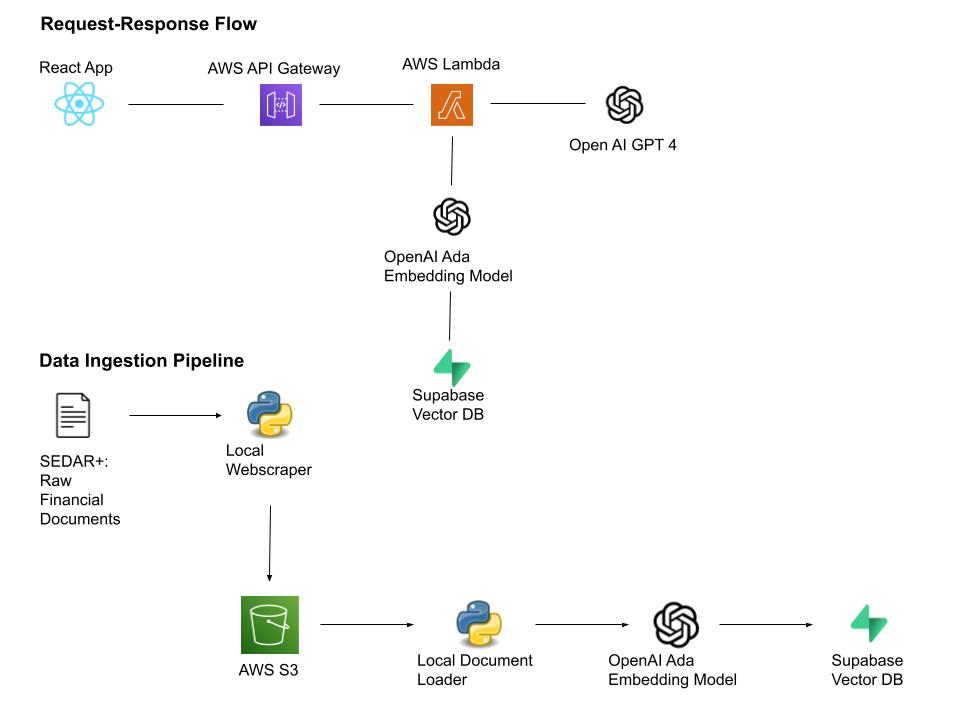 Request-Response Flow
React App
AWS API Gateway
AWS Lambda
Open AI GPT 4
OpenAI Ada
Embedding Model
Supabase
Vector DB
Data Ingestion Pipeline
SEDAR+:
Raw
Financial
Documents
Local
Webscraper
AWS S3
Local Document
Loader
OpenAI Ada
Embedding Model
Supabase
Vector DB